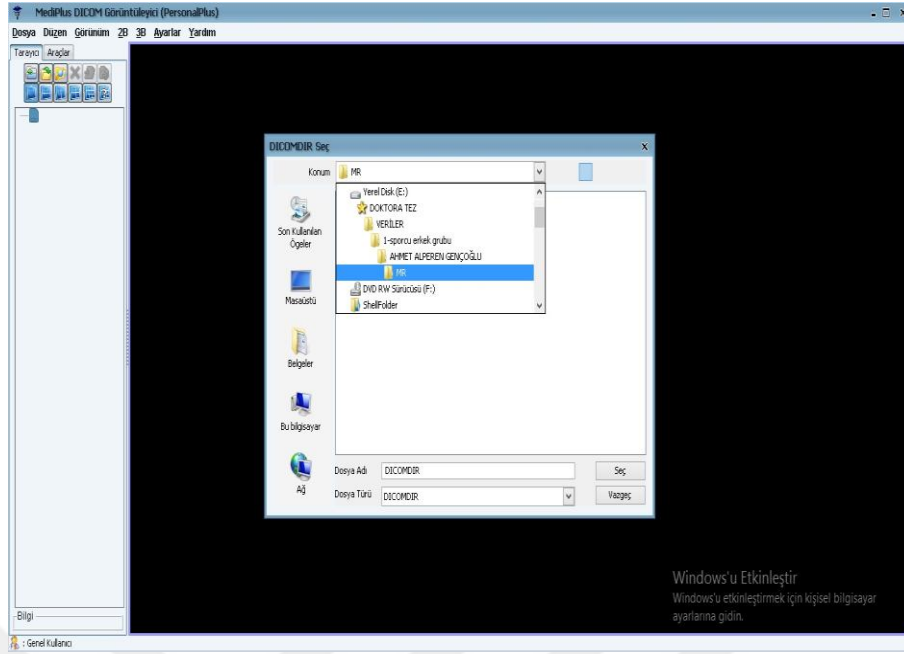 MediPlus DICOM Görüntüleyici (PersonalPlus)
Dosya Düzen Görünüm 2B 3B Ayarlar Yardım
Tarayıcı Araçlar
DICOMDIR Seç
Konum MR
Yerel Disk (E:)
DOKTORA TEZ
VERİLER
1-sporcu erkek grubu
AHMET ALPEREN GENÇOĞLU
MR
DVD RW Sürücüsü (F:)
ShellFolder
Son Kullanılan
Ögeler
Masaüstü
Belgeler
Bu bilgisayar
Ağ
Dosya Adı DICOMDIR Seç
Dosya Türü DICOMDIR Vazgeç
Windows'u Etkinleştir
Windows'u etkinleştirmek için kişisel bilgisayar
ayarlarına gidin.
Bilgi
: Genel Kullanıcı